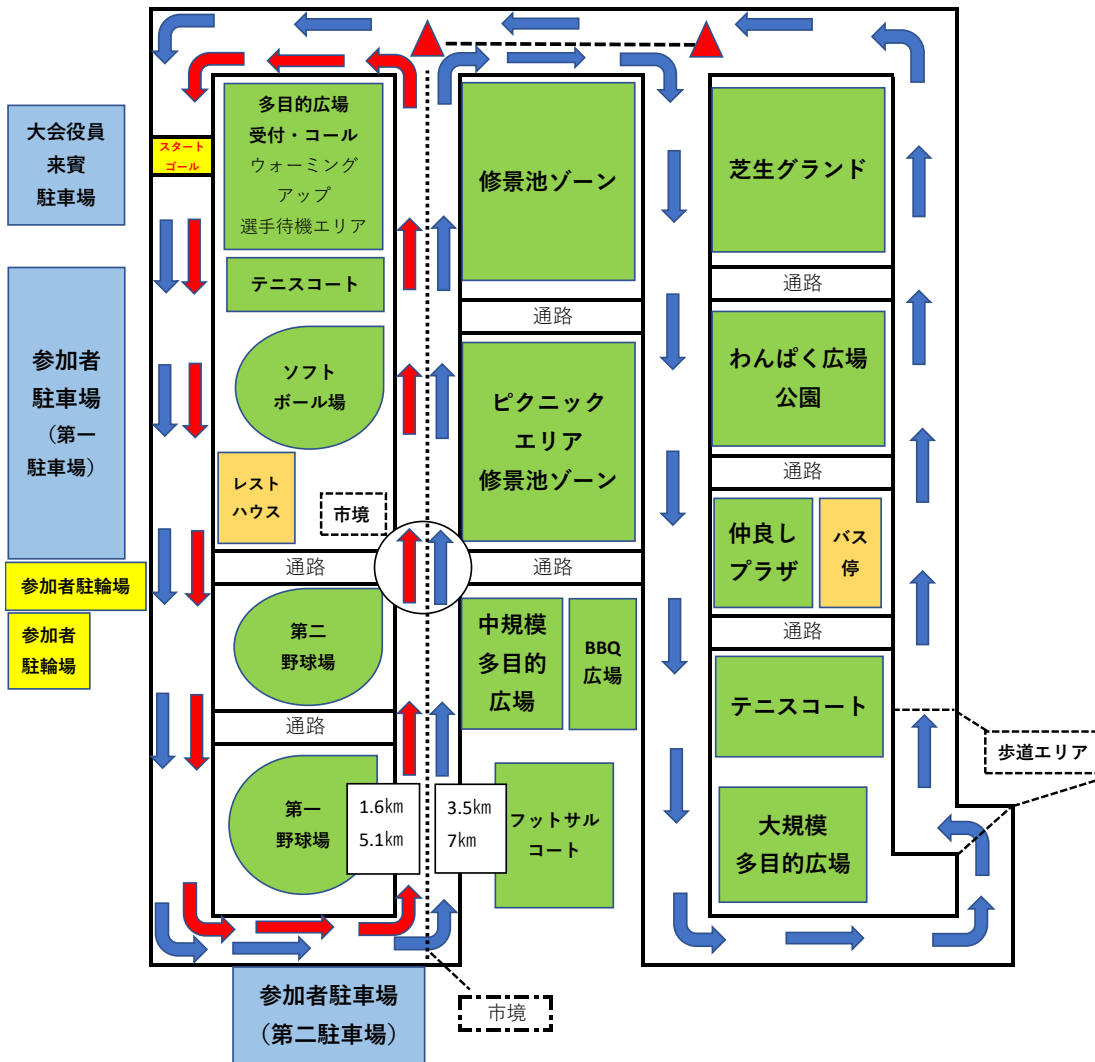 大会役員
来賓
駐車場
スタート
ゴール
多目的広場
受付・コール
ウォーミング
アップ
選手待機エリア
修景池ゾーン
芝生グランド
テニスコート
通路
通路
参加者
駐車場
（第一
駐車場）
ソフト
ボール場
ピクニック
エリア
修景池ゾーン
わんぱく広場
公園
通路
レスト
ハウス
市境
仲良し
プラザ
バス
停
通路
通路
参加者駐輪場
参加者
駐輪場
第二
野球場
中規模
多目的
広場
BBQ
広場
通路
テニスコート
通路
歩道エリア
第一
野球場
1.6㎞
5.1㎞
3.5㎞
7㎞
フットサル
コート
大規模
多目的広場
参加者駐車場
（第二駐車場）
市境